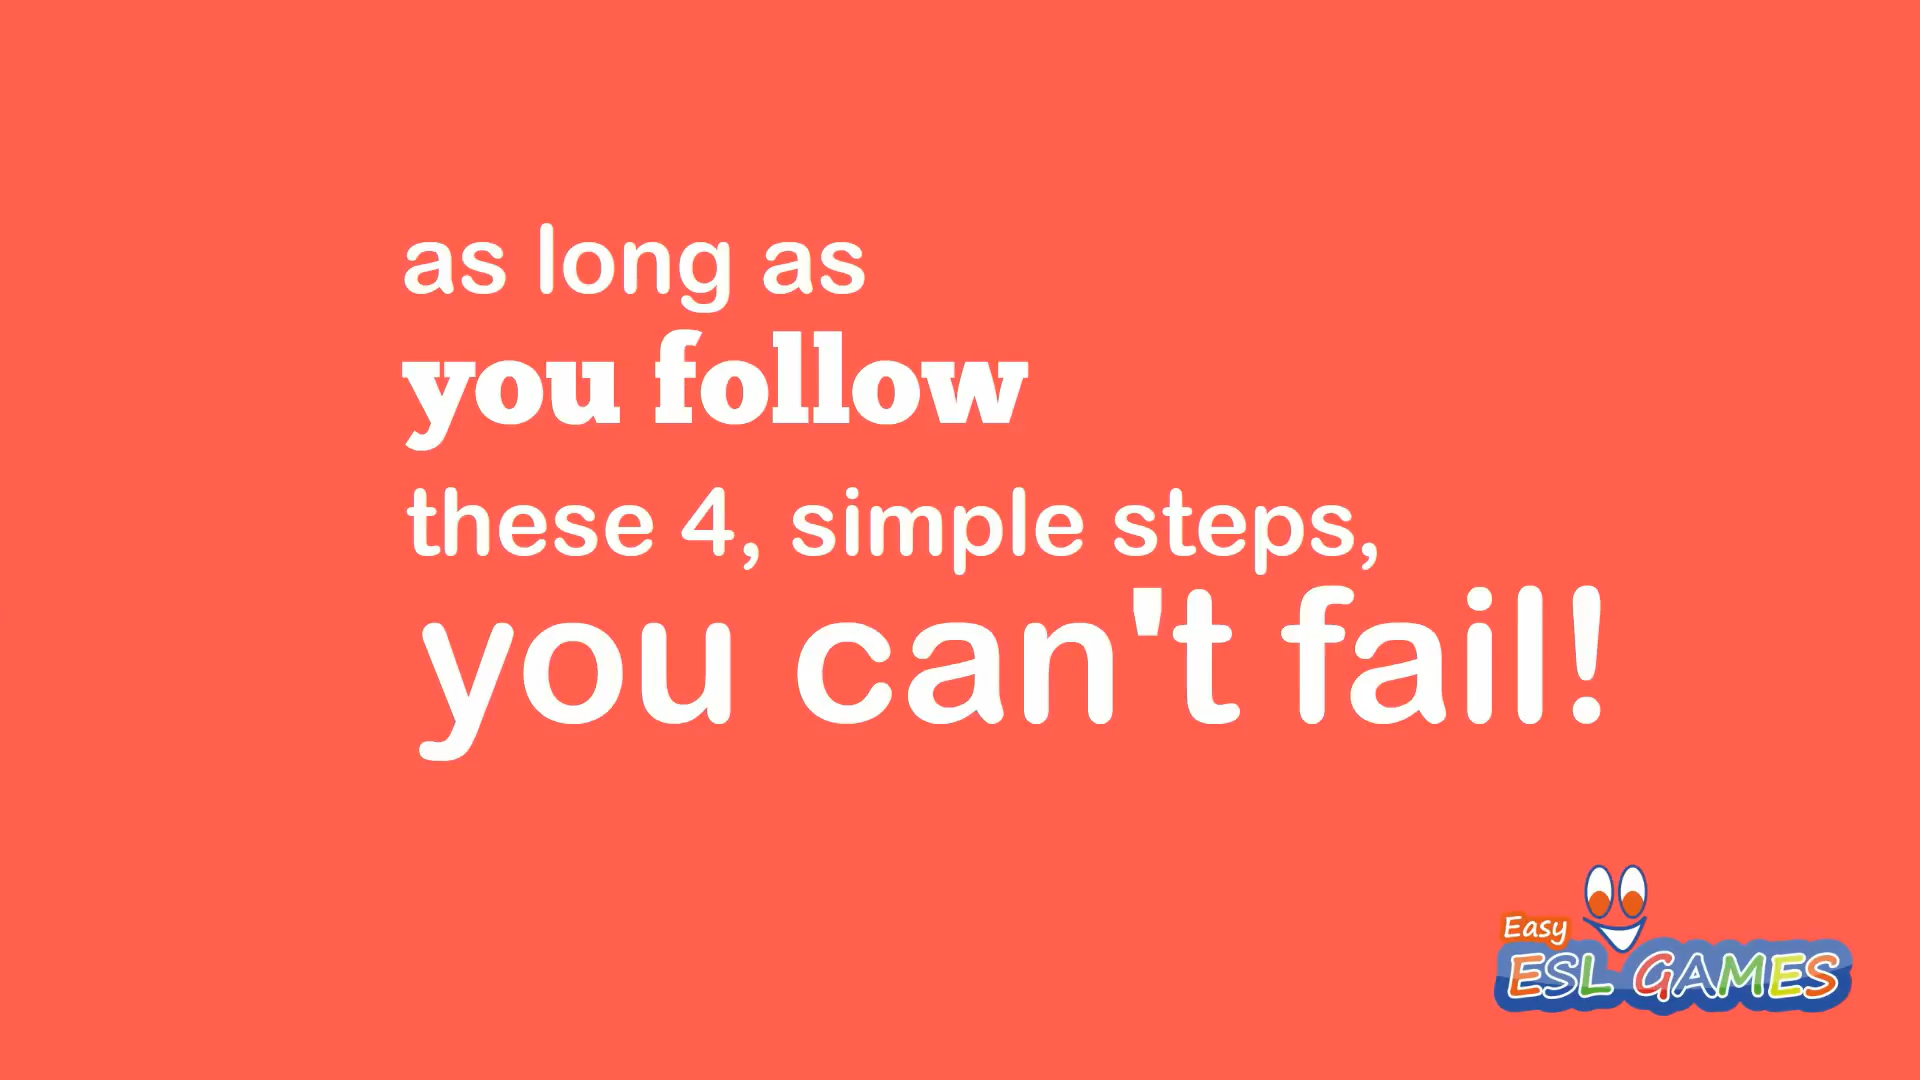 as long as
you follow
these 4, simple steps,
you can't fail!
Easy
ESL GAMES